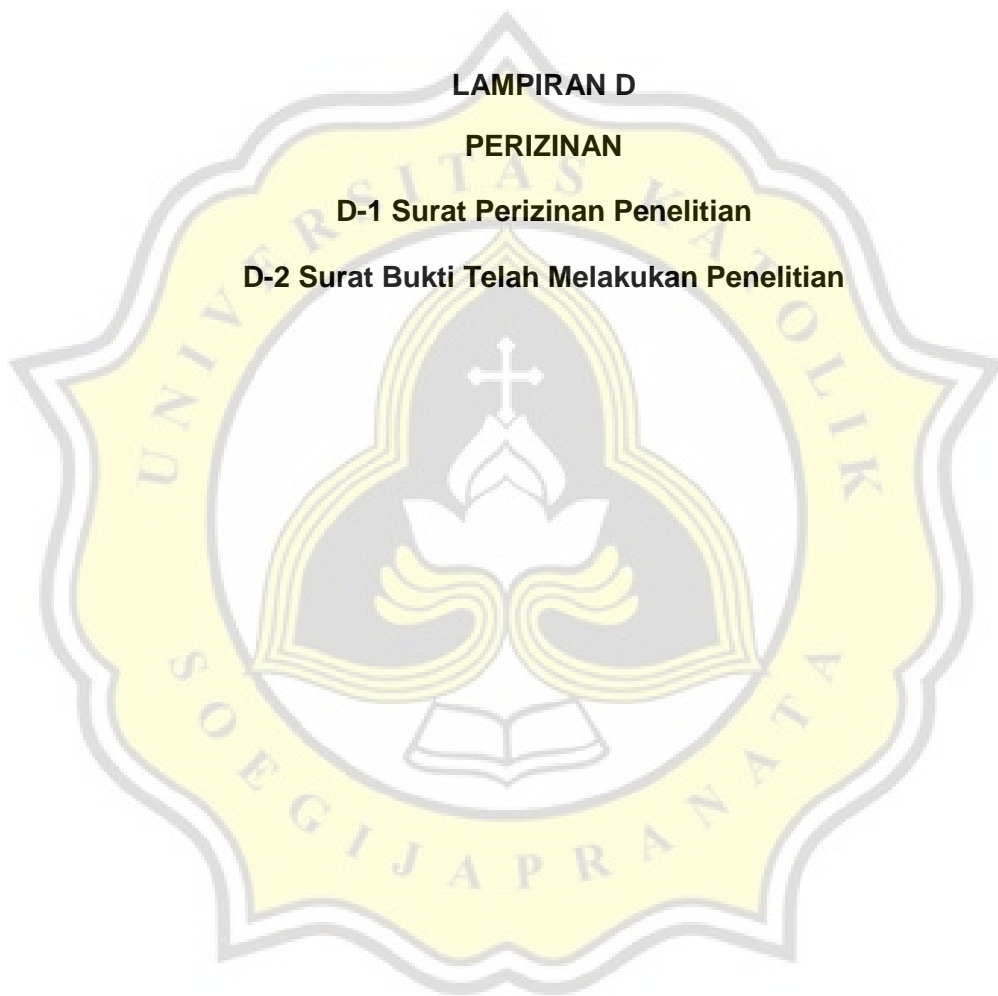 LAMPIRAN D
PERIZINAN
D-1 Surat Perizinan Penelitian
D-2 Surat Bukti Telah Melakukan Penelitian
UNIVERSITAS KATOLIK
SOEGIJAPRANATA